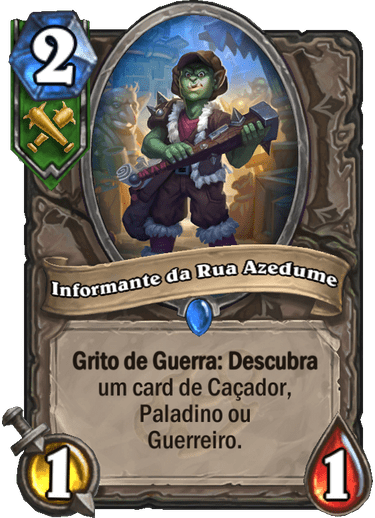 2
Informante da Rua Azedume
Grito de Guerra: Descubra
um card de Caçador,
Paladino ou
Guerreiro.
1
1